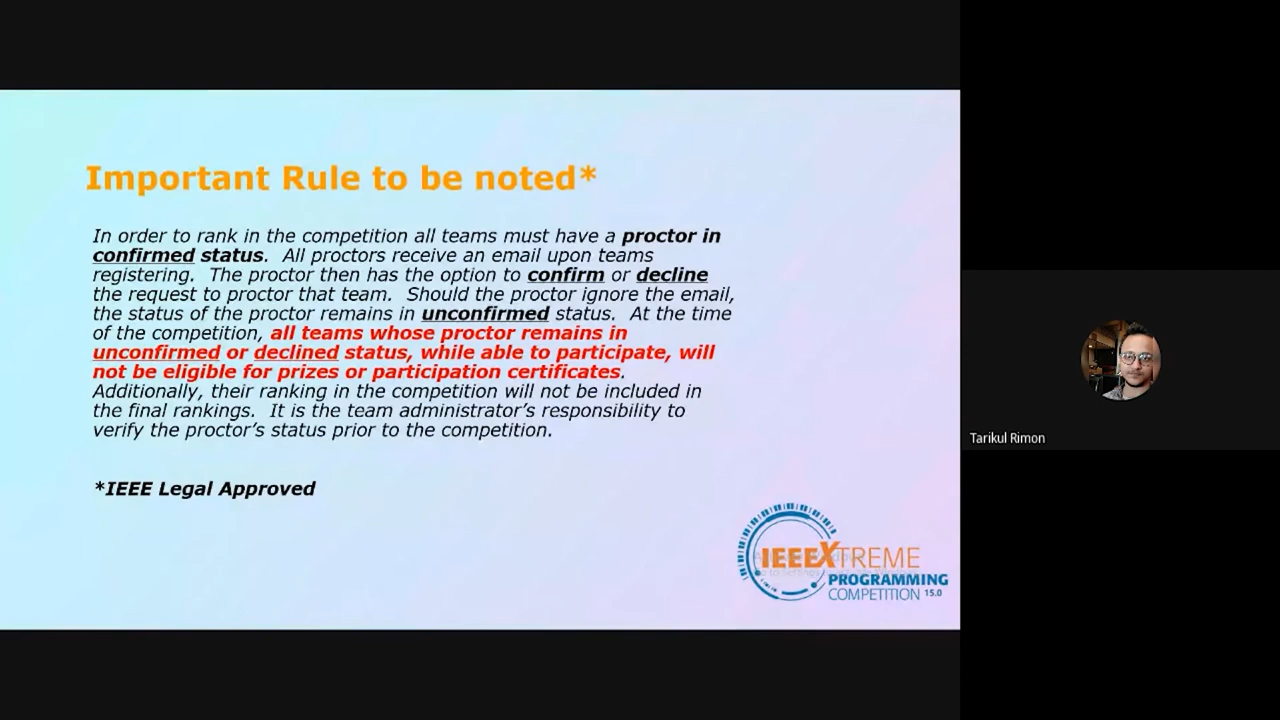 Important Rule to be noted*
In order to rank in the competition all teams must have a proctor in
confirmed status.  All proctors receive an email upon teams
registering.  The proctor then has the option to confirm or decline
the request to proctor that team.  Should the proctor ignore the email,
the status of the proctor remains in unconfirmed status.  At the time
of the competition, all teams whose proctor remains in
unconfirmed or declined status, while able to participate, will
not be eligible for prizes or participation certificates.
Additionally, their ranking in the competition will not be included in
the final rankings.  It is the team administrator’s responsibility to
verify the proctor’s status prior to the competition.
*IEEE Legal Approved
IEEEXTREME
PROGRAMMING
COMPETITION 15.0
Tarikul Rimon